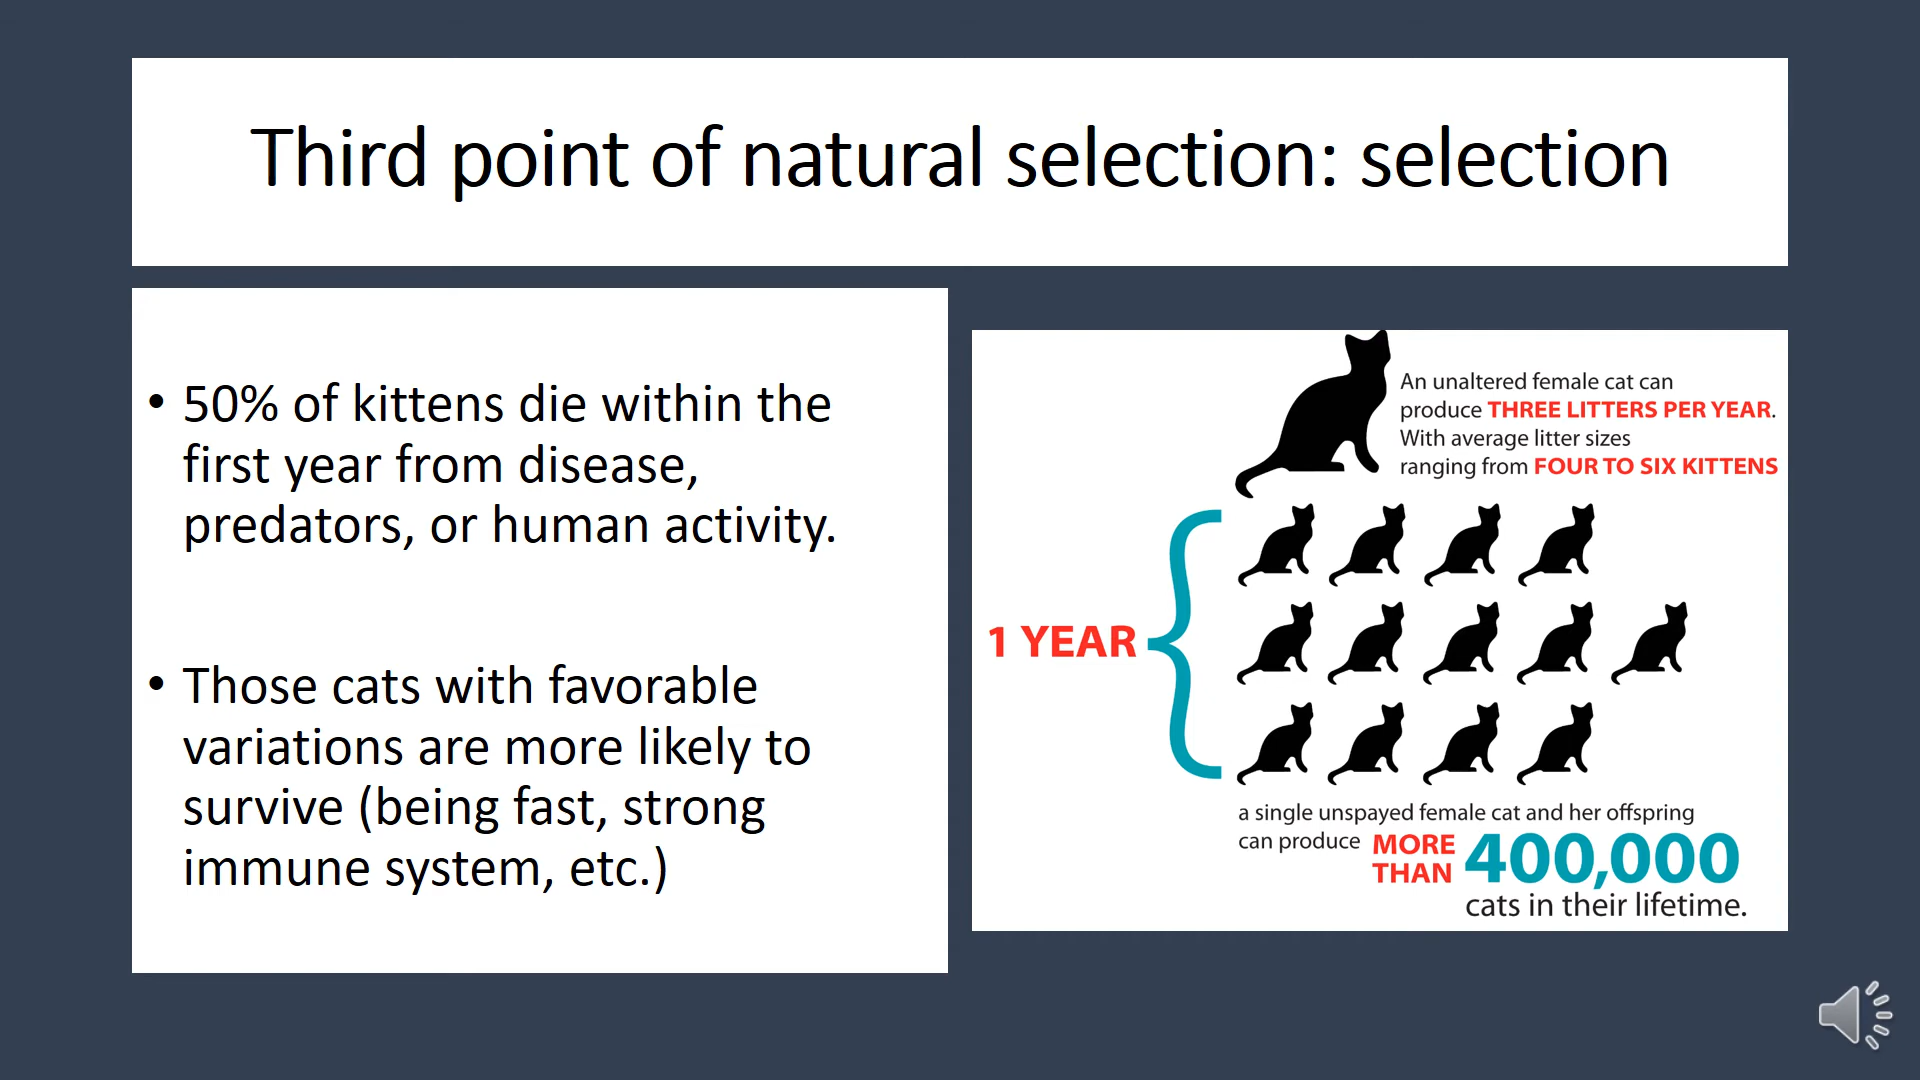 Third point of natural selection: selection
• 50% of kittens die within the
first year from disease,
predators, or human activity.
• Those cats with favorable
variations are more likely to
survive (being fast, strong
immune system, etc.)
An unaltered female cat can
produce THREE LITTERS PER YEAR.
With average litter sizes
ranging from FOUR TO SIX KITTENS
1 YEAR
a single unspayed female cat and her offspring
can produce MORE THAN 400,000
cats in their lifetime.